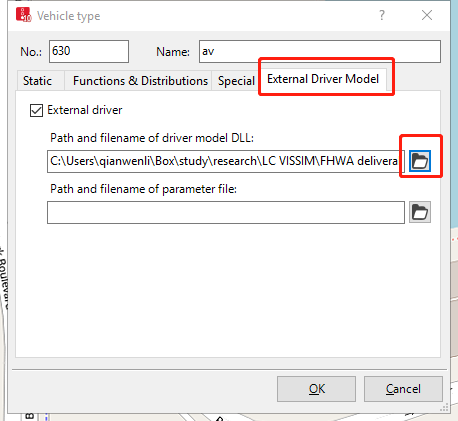 Vehicle type
?
No.: 630 Name: av
Static Functions & Distributions Special External Driver Model
External driver
Path and filename of driver model DLL:
C:\Users\qianwenli\Box\study\research\LC VISSIM\FHWA delivera
Path and filename of parameter file:
OK Cancel